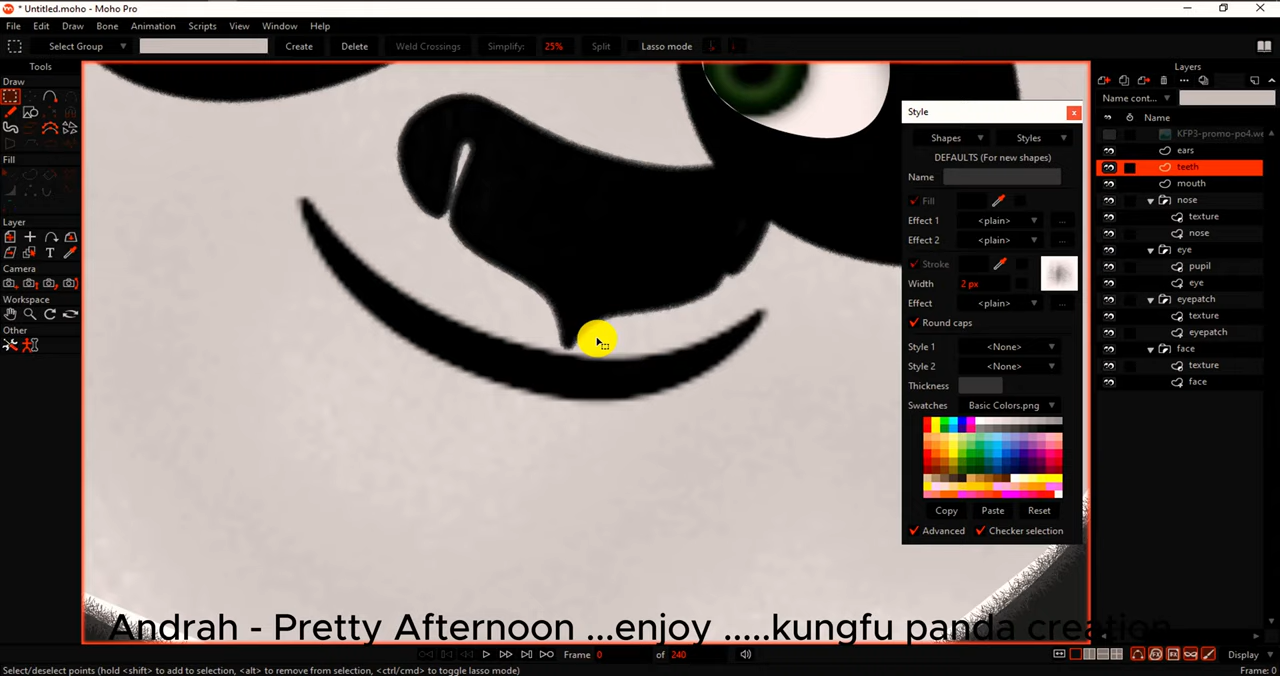 * Untitled.moho - Moho Pro
File Edit Draw Bone Animation Scripts View Window Help
Select Group Create Delete Weld Crossings Simplify: 25% Split Lasso mode
Tools
Draw
Fill
Layer
Camera
Workspace
Other
Style
Shapes Styles
DEFAULTS (For new shapes)
Name
Fill
Effect 1 <plain> ...
Effect 2 <plain> ...
Stroke
Width 2 px
Effect <plain> ...
Round caps
Style 1 <None>
Style 2 <None>
Thickness
Swatches Basic Colors.png
Copy Paste Reset
Advanced Checker selection
Layers
Name cont...
Name
KFP3-promo-po4.we
ears
teeth
mouth
nose
texture
nose
eye
pupil
eye
eyepatch
texture
eyepatch
face
texture
face
Andrah - Pretty Afternoon ...enjoy .....kungfu panda creation
Frame 0 of 240 Display
Select/deselect points (hold <shift> to add to selection, <alt> to remove from selection, <ctrl/cmd> to toggle lasso mode) Frame: 0